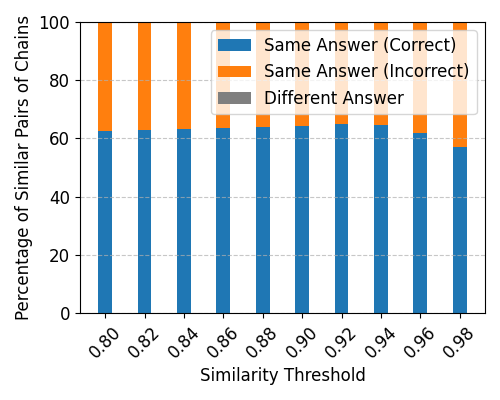 Same Answer (Correct)
Same Answer (Incorrect)
Different Answer
Percentage of Similar Pairs of Chains
100
80
60
40
20
0
0.80 0.82 0.84 0.86 0.88 0.90 0.92 0.94 0.96 0.98
Similarity Threshold